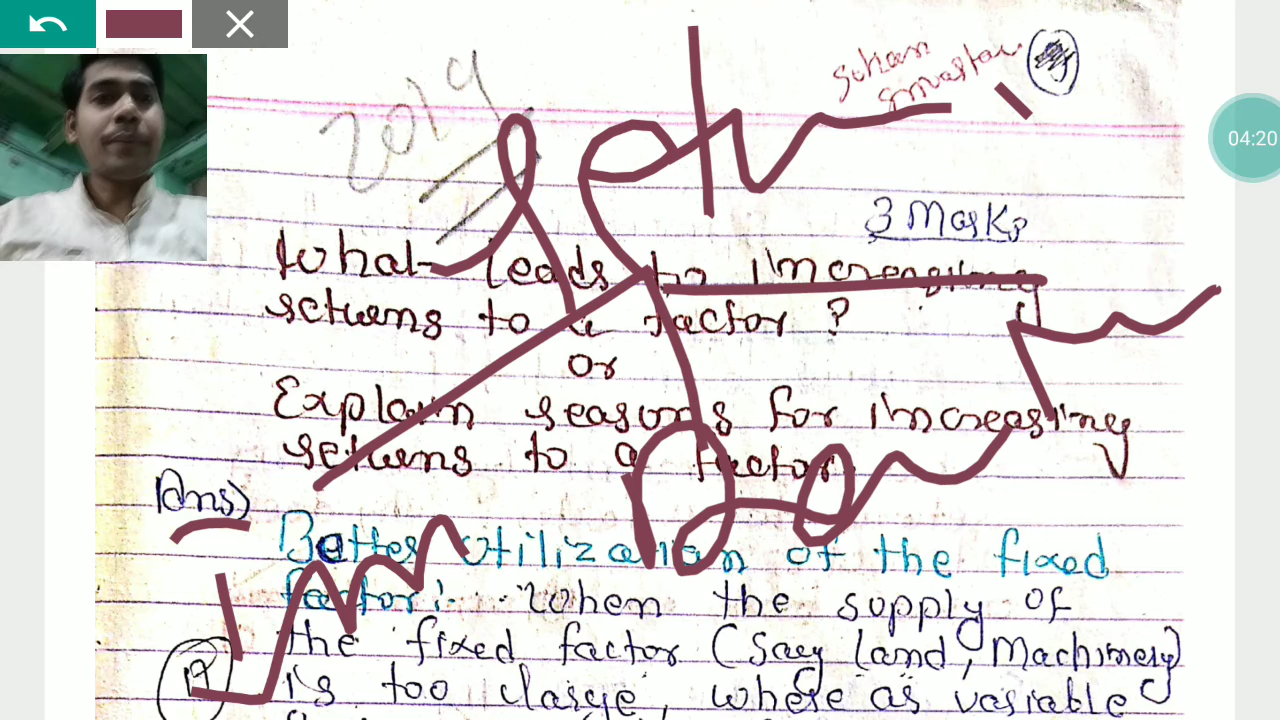 2019
Sohan
04:20
3 Marks
What leads to increasing
returns to a factor ?
Or
Explain reasons for increasing
returns to a factor
Ans)
Better utilization of the fixed
factor:- When the supply of
the fixed factor (Say land, Machinery)
is too large, where as variable